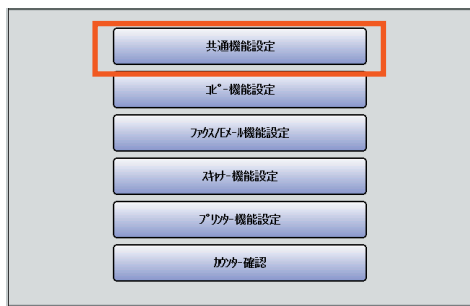 共通機能設定
ｺﾋﾟｰ機能設定
ﾌｧｸｽ/Eﾒｰﾙ機能設定
ｽｷｬﾅｰ機能設定
ﾌﾟﾘﾝﾀｰ機能設定
ｶｳﾝﾀｰ確認